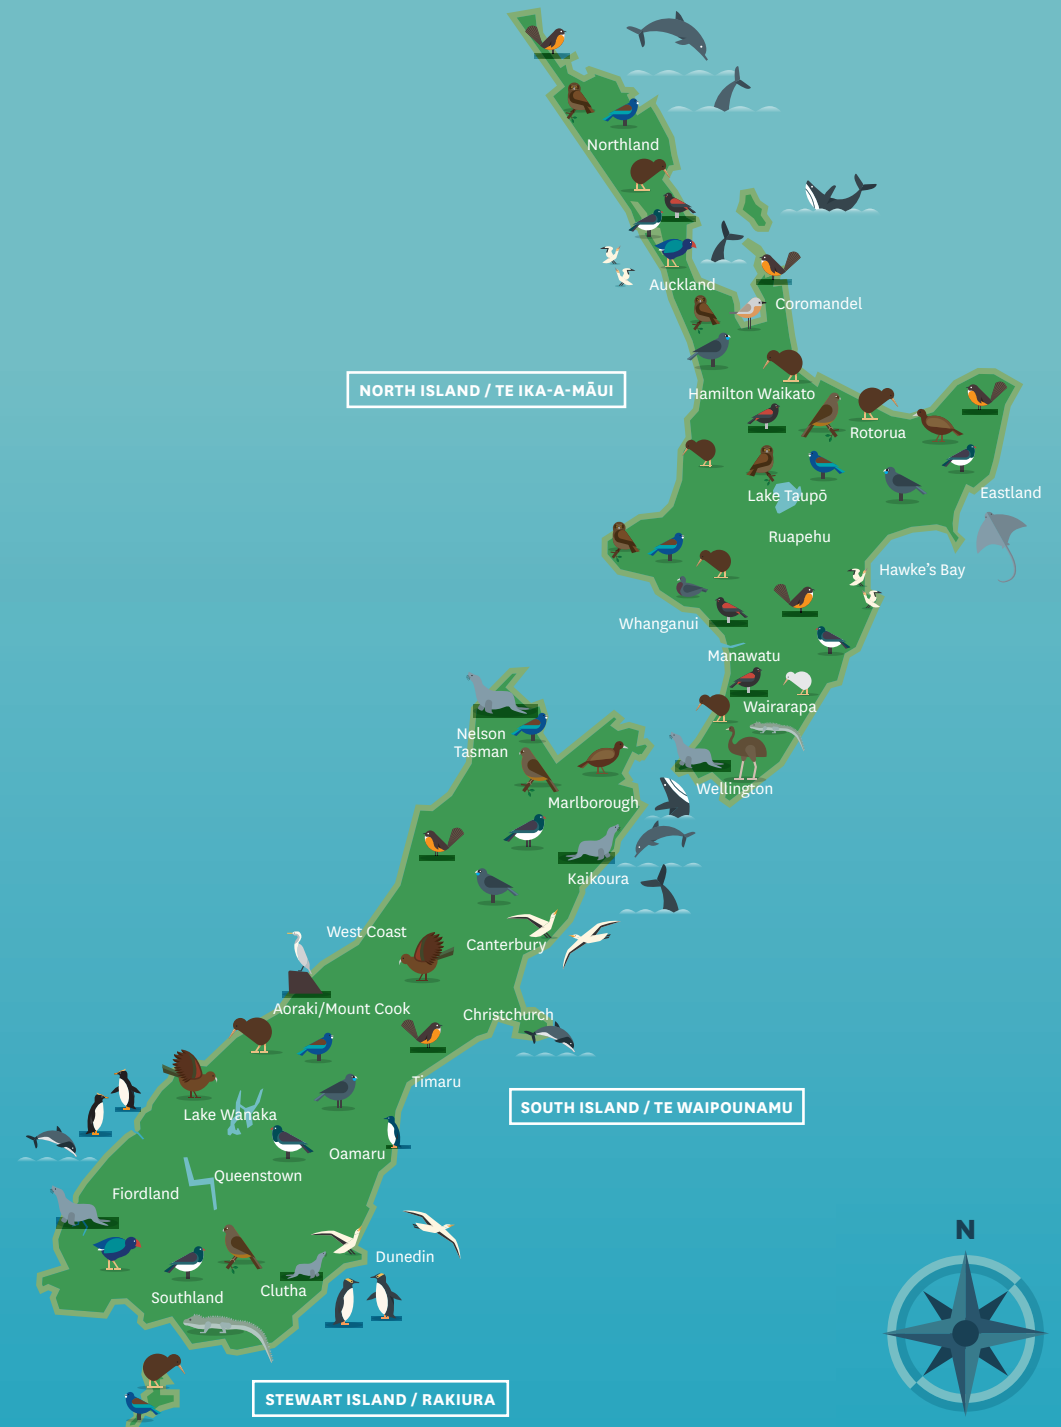 Northland
Auckland
Coromandel
NORTH ISLAND / TE IKA-A-MĀUI
Hamilton Waikato
Rotorua
Lake Taupō
Eastland
Ruapehu
Hawke's Bay
Whanganui
Manawatu
Wairarapa
Nelson
Tasman
Wellington
Marlborough
Kaikoura
West Coast
Canterbury
Aoraki/Mount Cook
Christchurch
Timaru
SOUTH ISLAND / TE WAIPOUNAMU
Lake Wanaka
Oamaru
Queenstown
Fiordland
N
Dunedin
Clutha
Southland
STEWART ISLAND / RAKIURA